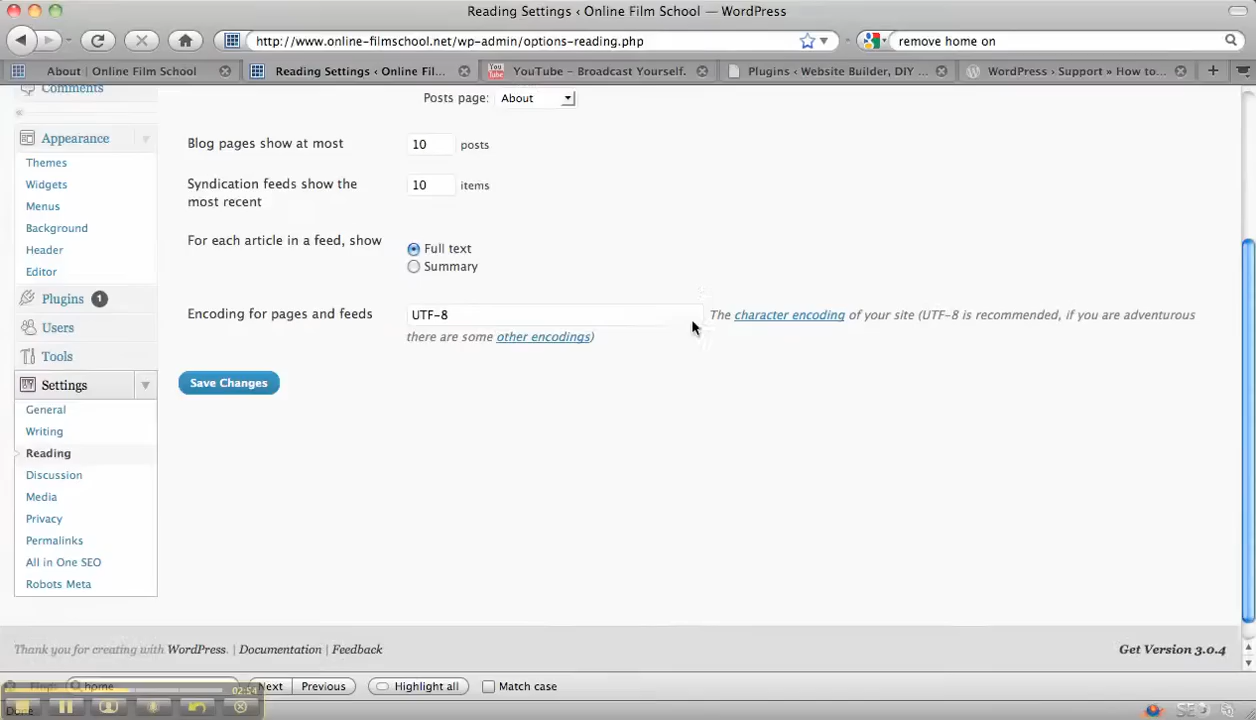 Reading Settings ‹ Online Film School — WordPress
http://www.online-filmschool.net/wp-admin/options-reading.php
remove home on
About | Online Film School
Reading Settings ‹ Online Fil...
YouTube - Broadcast Yourself.
Plugins ‹ Website Builder, DIY ...
WordPress › Support » How to...
Comments
Posts page: About
Appearance
Blog pages show at most 10 posts
Themes
Widgets
Syndication feeds show the most recent 10 items
Menus
Background
For each article in a feed, show
Full text
Header
Summary
Editor
Plugins 1
Encoding for pages and feeds
UTF-8
The character encoding of your site (UTF-8 is recommended, if you are adventurous
there are some other encodings)
Users
Tools
Settings
Save Changes
General
Writing
Reading
Discussion
Media
Privacy
Permalinks
All in One SEO
Robots Meta
Thank you for creating with WordPress. | Documentation | Feedback
Get Version 3.0.4
home
Next
Previous
Highlight all
Match case
02:54
Done